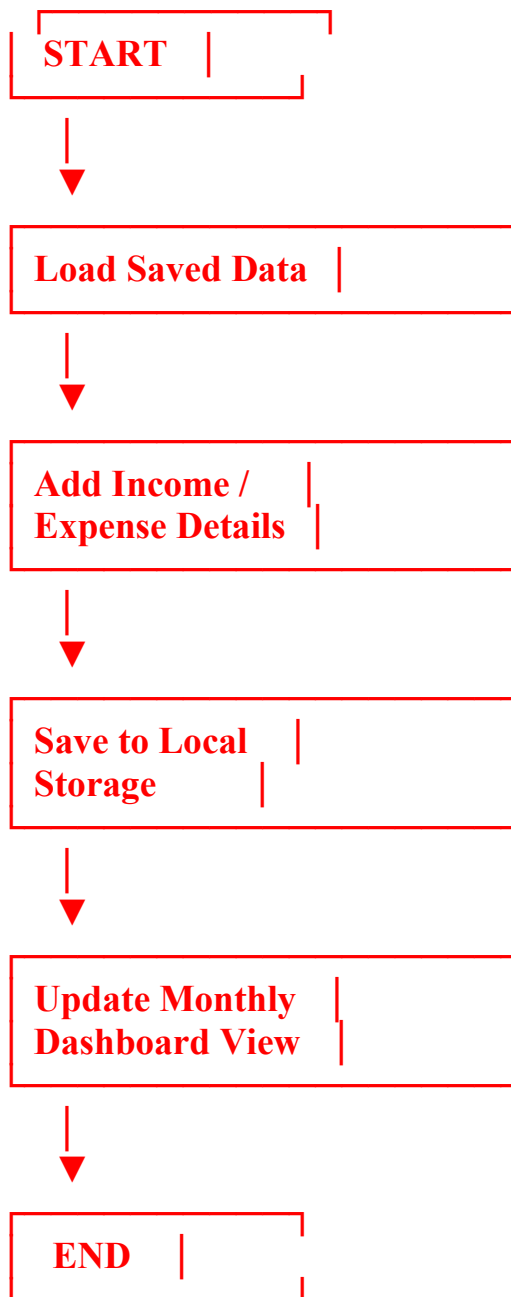 START
Load Saved Data
Add Income /
Expense Details
Save to Local
Storage
Update Monthly
Dashboard View
END